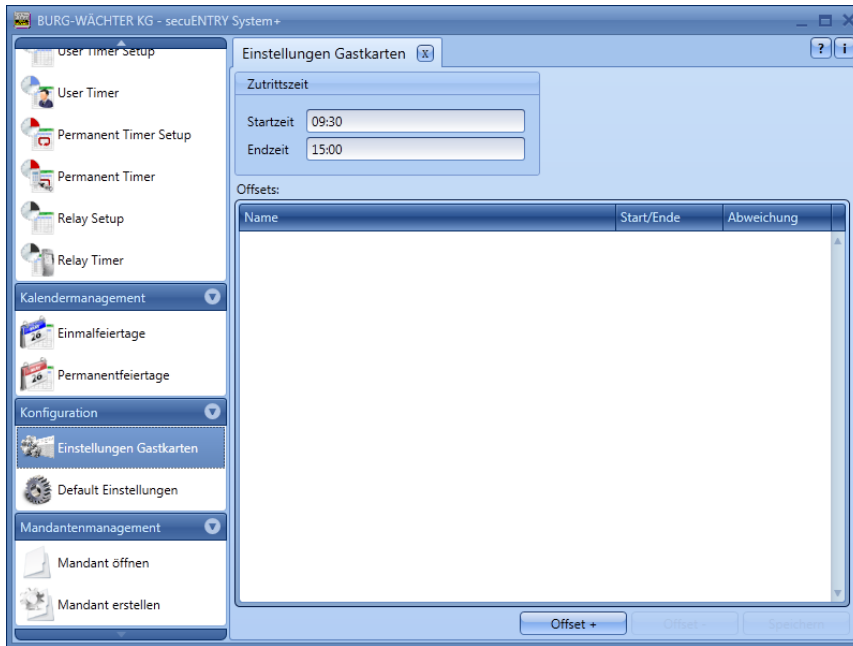 BURG-WÄCHTER KG - secuENTRY System+
User Timer Setup
User Timer
Permanent Timer Setup
Permanent Timer
Relay Setup
Relay Timer
Kalendermanagement
Einmalfeiertage
Permanentfeiertage
Konfiguration
Einstellungen Gastkarten
Default Einstellungen
Mandantenmanagement
Mandant öffnen
Mandant erstellen
Einstellungen Gastkarten x
? i
Zutrittszeit
Startzeit 09:30
Endzeit 15:00
Offsets:
Name Start/Ende Abweichung
Offset + Offset - Speichern